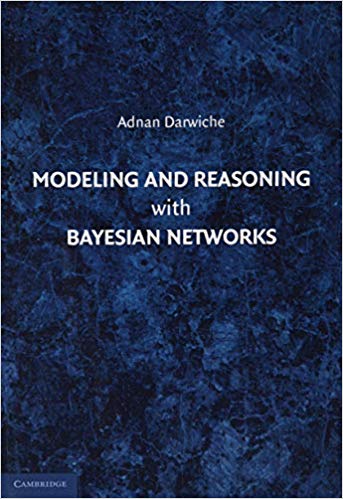 Adnan Darwiche
MODELING AND REASONING
with
BAYESIAN NETWORKS
CAMBRIDGE